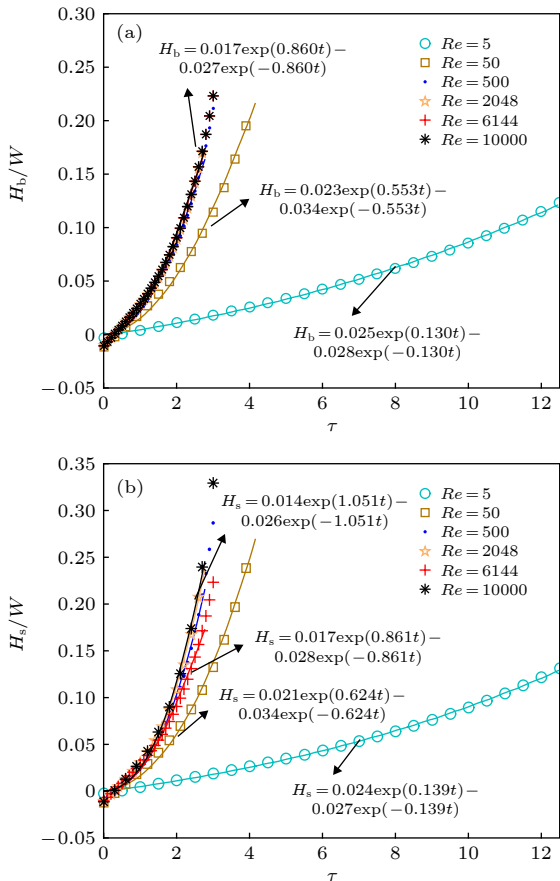 (a)
H_b=0.017exp(0.860t)−
0.027exp(−0.860t)
Re=5
Re=50
Re=500
Re=2048
Re=6144
Re=10000
H_b=0.023exp(0.553t)−
0.034exp(−0.553t)
H_b=0.025exp(0.130t)−
0.028exp(−0.130t)
H_b/W
0.30
0.25
0.20
0.15
0.10
0.05
0
−0.05
0 2 4 6 8 10 12
τ
(b)
H_s=0.014exp(1.051t)−
0.026exp(−1.051t)
Re=5
Re=50
Re=500
Re=2048
Re=6144
Re=10000
H_s=0.017exp(0.861t)−
0.028exp(−0.861t)
H_s=0.021exp(0.624t)−
0.034exp(−0.624t)
H_s=0.024exp(0.139t)−
0.027exp(−0.139t)
H_s/W
0.35
0.30
0.25
0.20
0.15
0.10
0.05
0
−0.05
0 2 4 6 8 10 12
τ